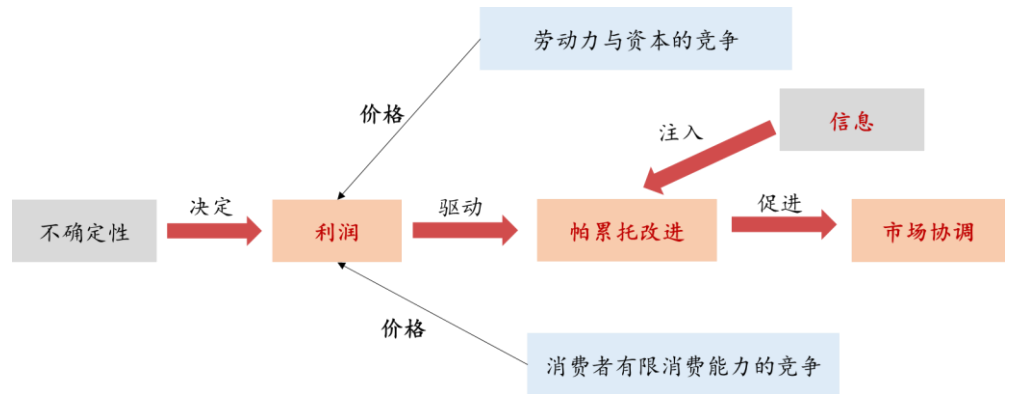 劳动力与资本的竞争
价格
注入
信息
不确定性
决定
利润
驱动
帕累托改进
促进
市场协调
价格
消费者有限消费能力的竞争